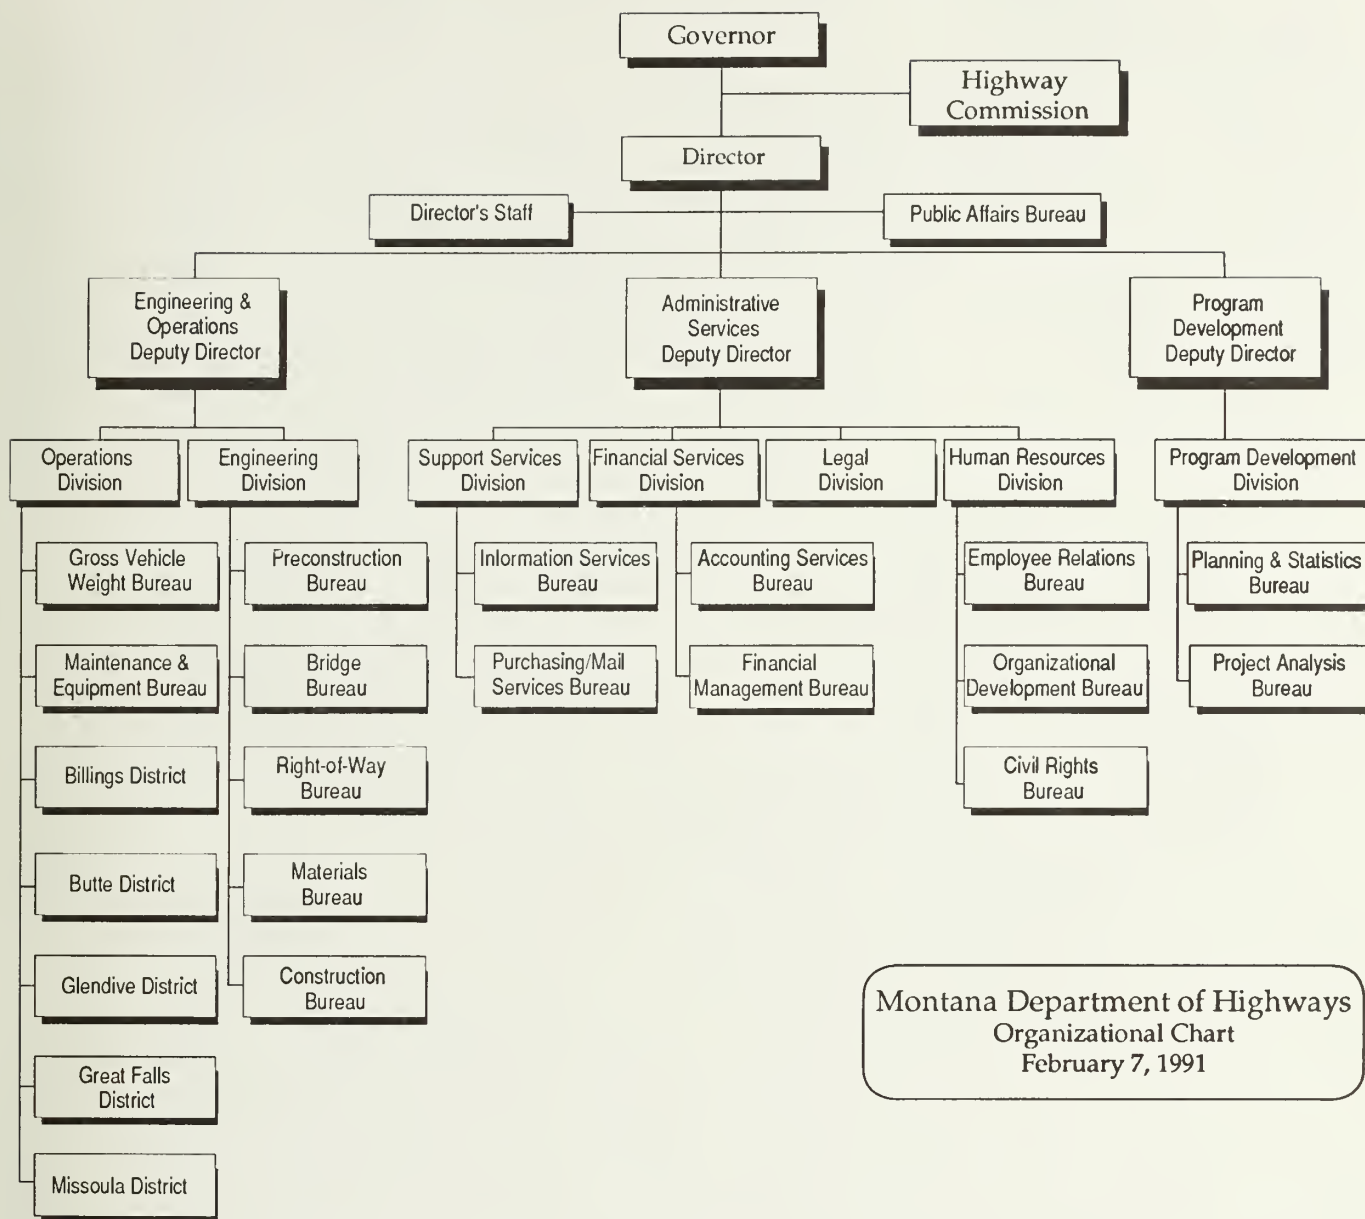 Governor
Highway
Commission
Director
Director's Staff
Public Affairs Bureau
Engineering &
Operations
Deputy Director
Administrative
Services
Deputy Director
Program
Development
Deputy Director
Operations
Division
Engineering
Division
Support Services
Division
Financial Services
Division
Legal
Division
Human Resources
Division
Program Development
Division
Gross Vehicle
Weight Bureau
Maintenance &
Equipment Bureau
Billings District
Butte District
Glendive District
Great Falls
District
Missoula District
Preconstruction
Bureau
Bridge
Bureau
Right-of-Way
Bureau
Materials
Bureau
Construction
Bureau
Information Services
Bureau
Purchasing/Mail
Services Bureau
Accounting Services
Bureau
Financial
Management Bureau
Employee Relations
Bureau
Organizational
Development Bureau
Civil Rights
Bureau
Planning & Statistics
Bureau
Project Analysis
Bureau
Montana Department of Highways
Organizational Chart
February 7, 1991